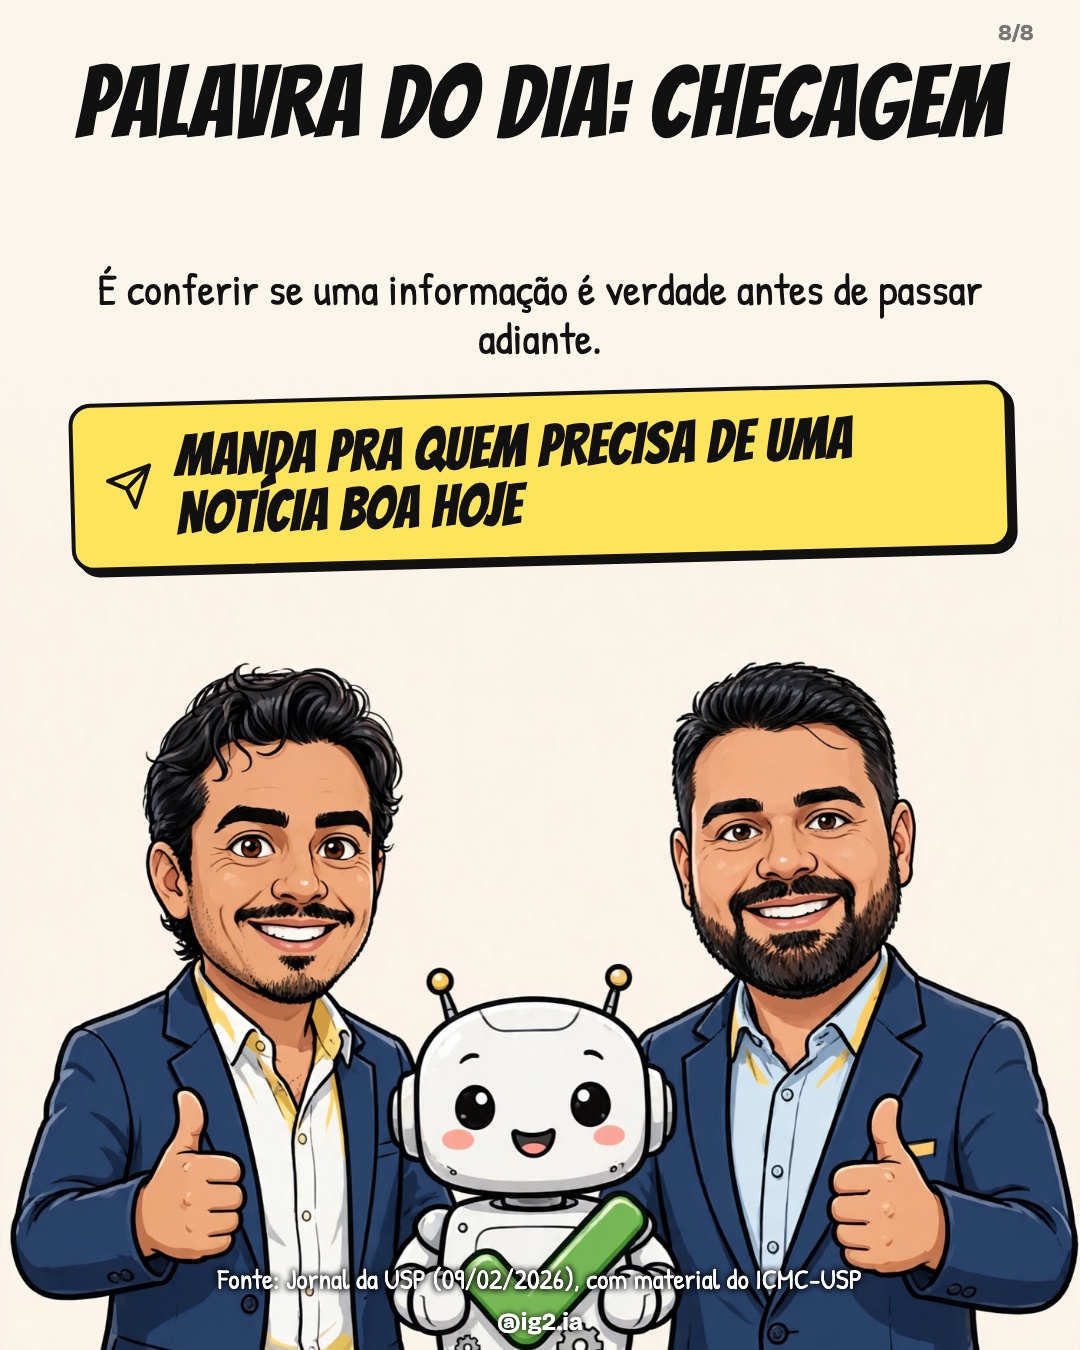 8/8
PALAVRA DO DIA: CHECAGEM
É conferir se uma informação é verdade antes de passar
adiante.
MANDA PRA QUEM PRECISA DE UMA
NOTÍCIA BOA HOJE
Fonte: Jornal da USP (09/02/2026), com material do ICMC-USP
@ig2.ia